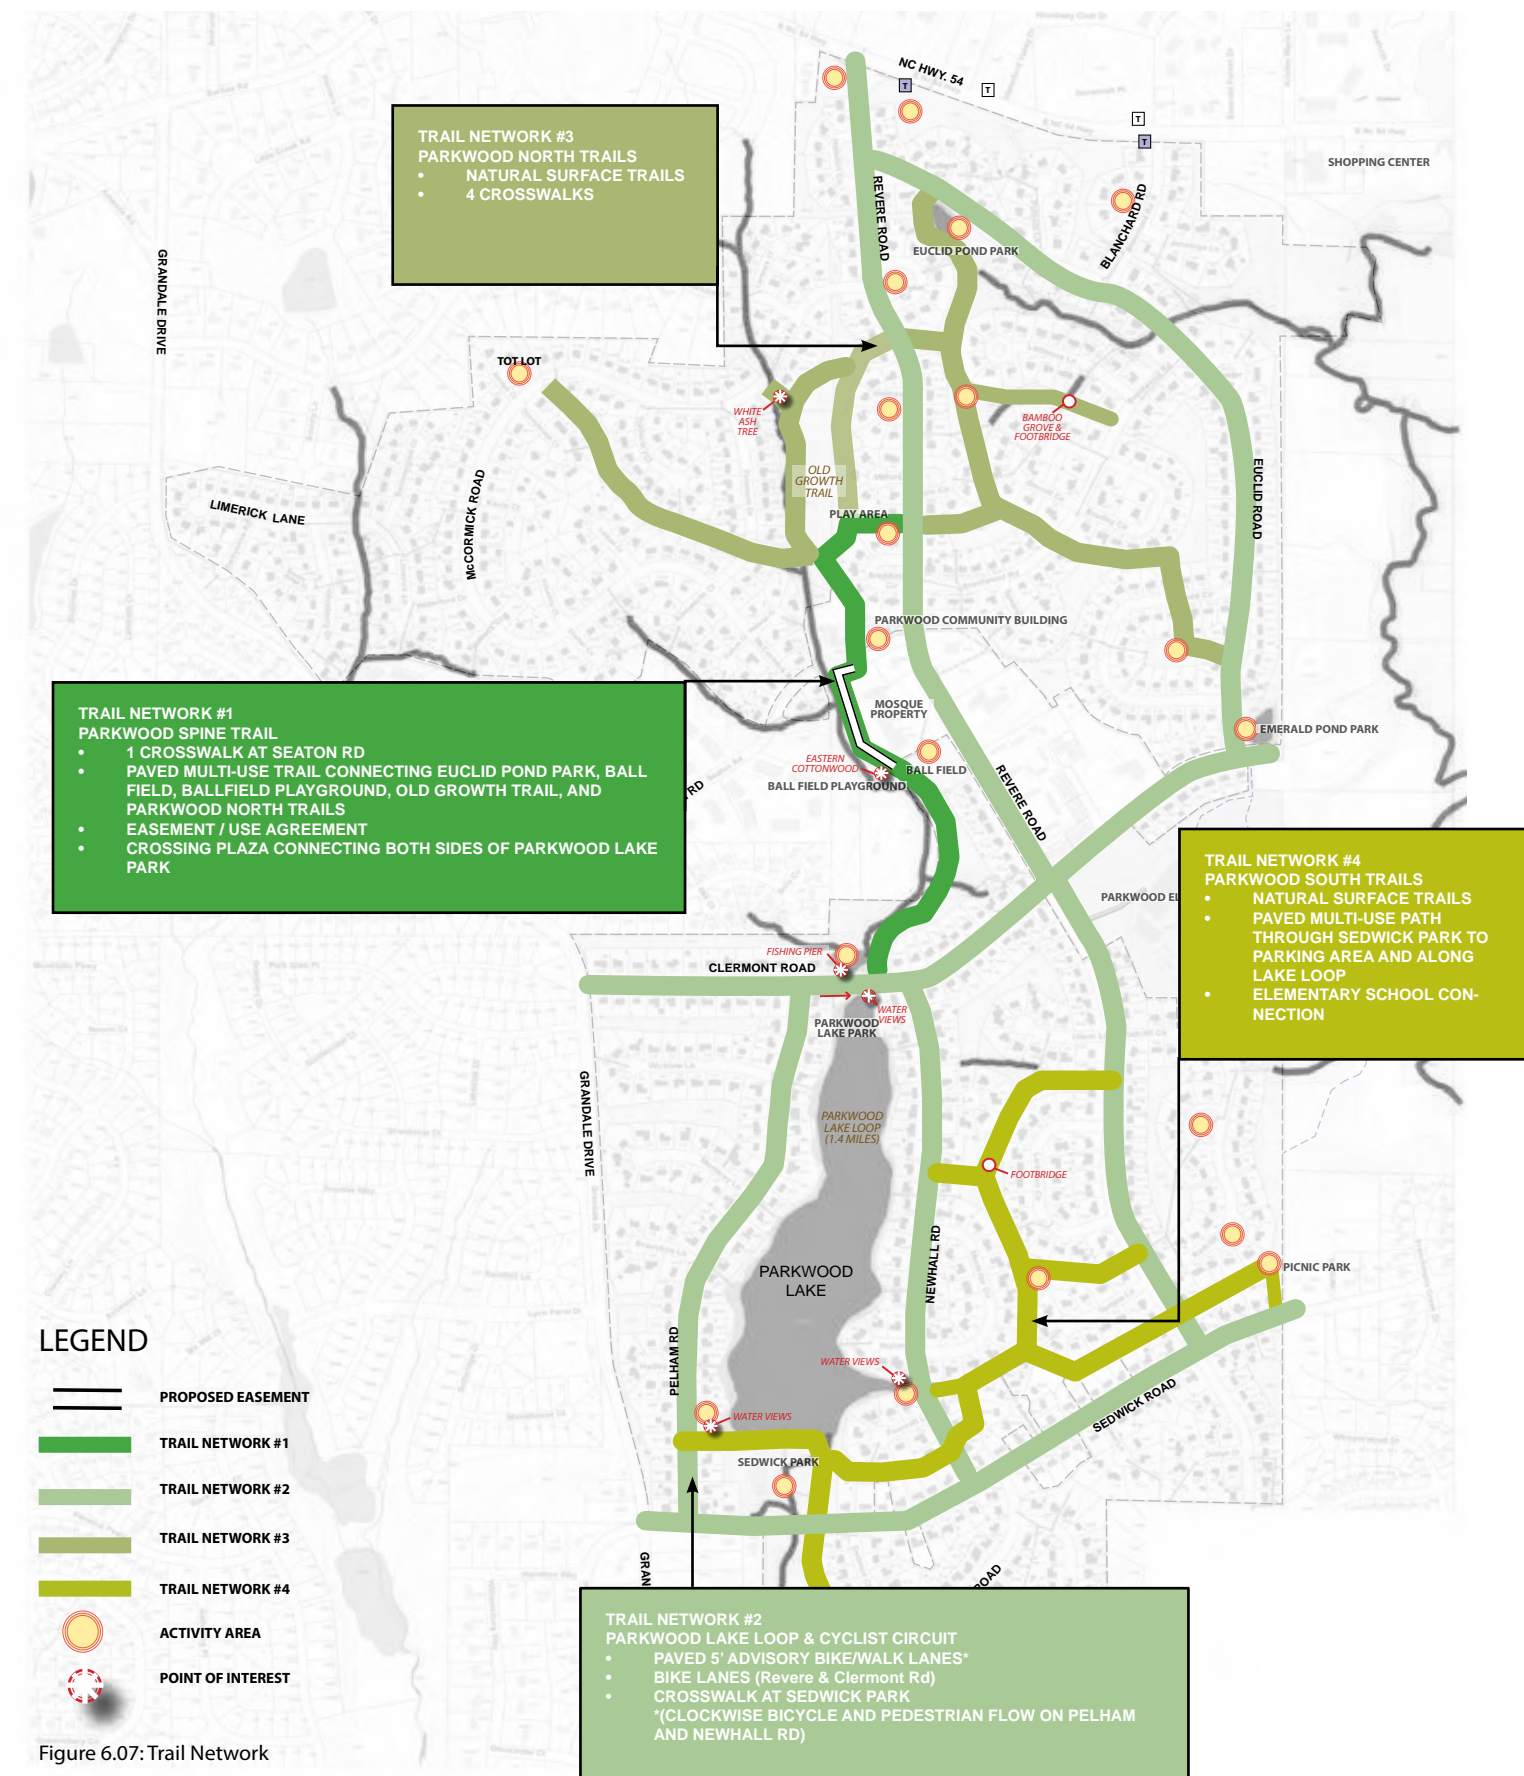 NC HWY. 54
T
T
T
T
TRAIL NETWORK #3
PARKWOOD NORTH TRAILS
• NATURAL SURFACE TRAILS
• 4 CROSSWALKS
SHOPPING CENTER
REVERE ROAD
BLANCHARD RD
EUCLID POND PARK
GRANDALE DRIVE
TOT LOT
WHITE
ASH
TREE
BAMBOO
GROVE &
FOOTBRIDGE
OLD
GROWTH
TRAIL
McCORMICK ROAD
LIMERICK LANE
EUCLID ROAD
PLAY AREA
PARKWOOD COMMUNITY BUILDING
MOSQUE
PROPERTY
EMERALD POND PARK
TRAIL NETWORK #1
PARKWOOD SPINE TRAIL
• 1 CROSSWALK AT SEATON RD
• PAVED MULTI-USE TRAIL CONNECTING EUCLID POND PARK, BALL
FIELD, BALLFIELD PLAYGROUND, OLD GROWTH TRAIL, AND
PARKWOOD NORTH TRAILS
• EASEMENT / USE AGREEMENT
• CROSSING PLAZA CONNECTING BOTH SIDES OF PARKWOOD LAKE
PARK
RD
EASTERN
COTTONWOOD
BALL FIELD
BALL FIELD PLAYGROUND
REVERE ROAD
PARKWOOD EL
TRAIL NETWORK #4
PARKWOOD SOUTH TRAILS
• NATURAL SURFACE TRAILS
• PAVED MULTI-USE PATH
THROUGH SEDWICK PARK TO
PARKING AREA AND ALONG
LAKE LOOP
• ELEMENTARY SCHOOL CON-
NECTION
FISHING PIER
CLERMONT ROAD
WATER
VIEWS
PARKWOOD
LAKE PARK
GRANDALE DRIVE
PARKWOOD
LAKE LOOP
(1.4 MILES)
FOOTBRIDGE
NEWHALL RD
PICNIC PARK
PARKWOOD
LAKE
PELHAM RD
WATER VIEWS
WATER VIEWS
SEDWICK ROAD
SEDWICK PARK
GRAN
OAD
LEGEND
PROPOSED EASEMENT
TRAIL NETWORK #1
TRAIL NETWORK #2
TRAIL NETWORK #3
TRAIL NETWORK #4
ACTIVITY AREA
POINT OF INTEREST
TRAIL NETWORK #2
PARKWOOD LAKE LOOP & CYCLIST CIRCUIT
• PAVED 5' ADVISORY BIKE/WALK LANES*
• BIKE LANES (Revere & Clermont Rd)
• CROSSWALK AT SEDWICK PARK
*(CLOCKWISE BICYCLE AND PEDESTRIAN FLOW ON PELHAM
AND NEWHALL RD)
Figure 6.07: Trail Network